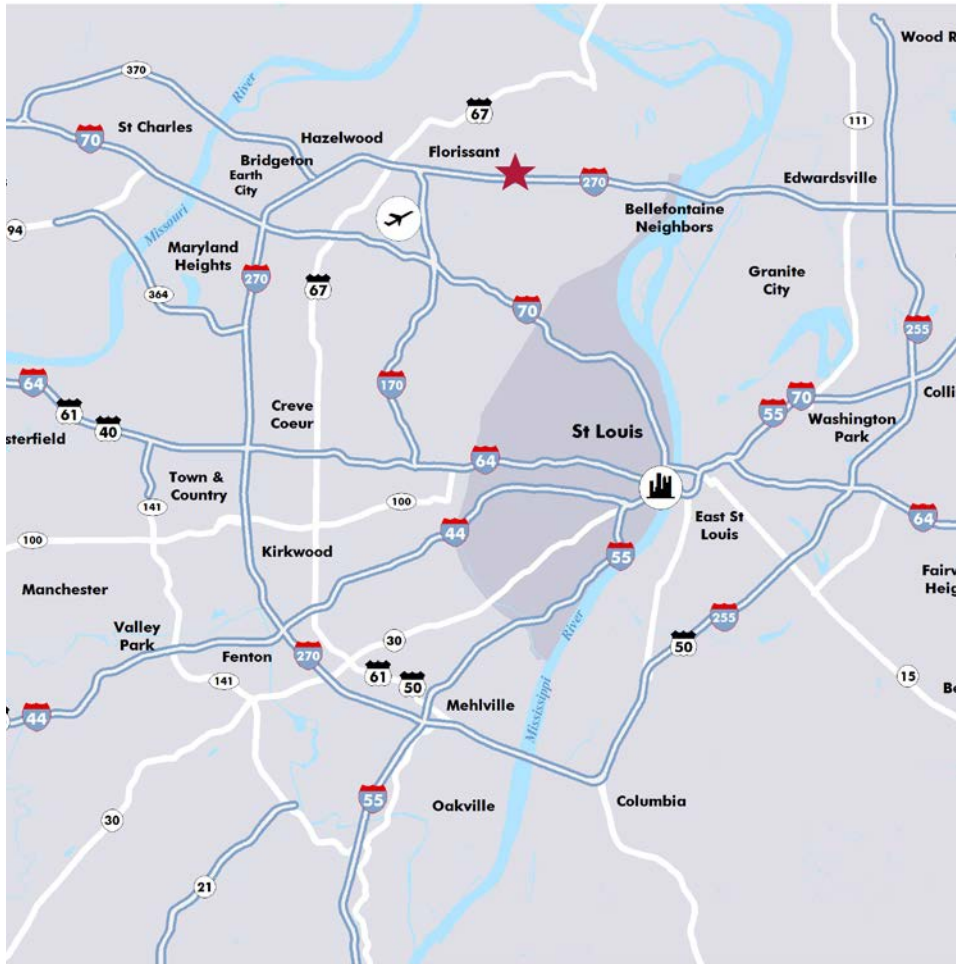 Wood R
370
River
67
St Charles
Hazelwood
70
111
Florissant
Bridgeton
Earth
City
270
Edwardsville
Bellefontaine
Neighbors
94
Missouri
Maryland
Heights
270
67
364
Granite
City
70
255
64
170
61
40
Creve
Coeur
70
55
Colli
Washington
Park
sterfield
St Louis
64
Town &
Country
141
100
44
100
East St
Louis
64
Kirkwood
55
Fairv
Heig
Manchester
Valley
Park
River
255
30
50
Fenton
270
141
61
50
15
Be
44
Mehlville
Mississippi
55
Oakville
Columbia
30
21